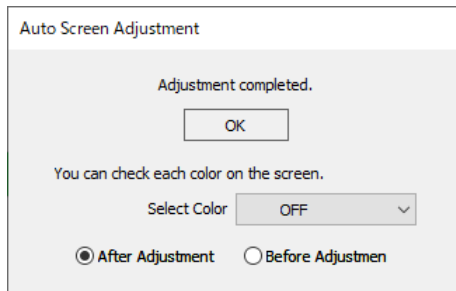 Auto Screen Adjustment
Adjustment completed.
OK
You can check each color on the screen.
Select Color OFF
After Adjustment Before Adjustmen